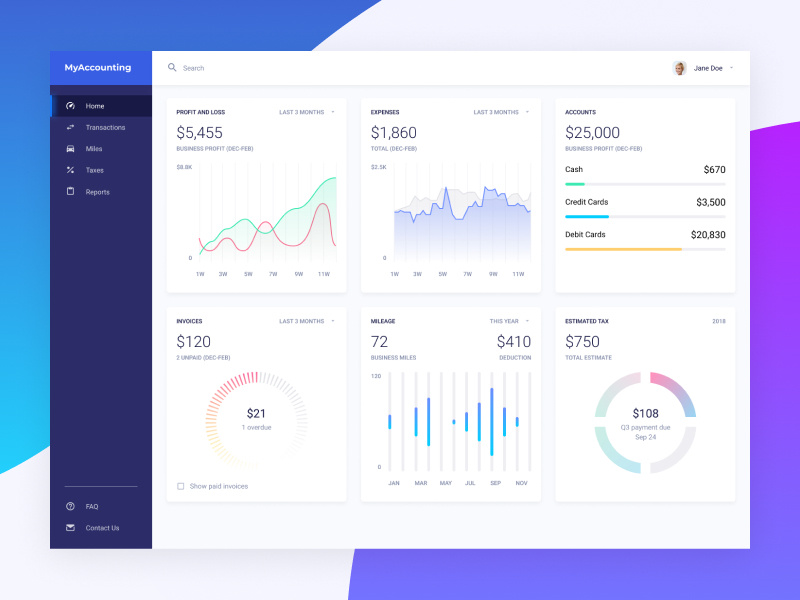 MyAccounting
Search
Jane Doe
Home
Transactions
Miles
Taxes
Reports
FAQ
Contact Us
PROFIT AND LOSS
LAST 3 MONTHS
$5,455
BUSINESS PROFIT (DEC-FEB)
$8.8K
0
1W 3W 5W 7W 9W 11W
EXPENSES
LAST 3 MONTHS
$1,860
TOTAL (DEC-FEB)
$2.5K
0
1W 3W 5W 7W 9W 11W
ACCOUNTS
$25,000
BUSINESS PROFIT (DEC-FEB)
Cash $670
Credit Cards $3,500
Debit Cards $20,830
INVOICES
LAST 3 MONTHS
$120
2 UNPAID (DEC-FEB)
$21
1 overdue
Show paid invoices
MILEAGE
THIS YEAR
72 $410
BUSINESS MILES DEDUCTION
120
0
JAN MAR MAY JUL SEP NOV
ESTIMATED TAX
2018
$750
TOTAL ESTIMATE
$108
Q3 payment due
Sep 24